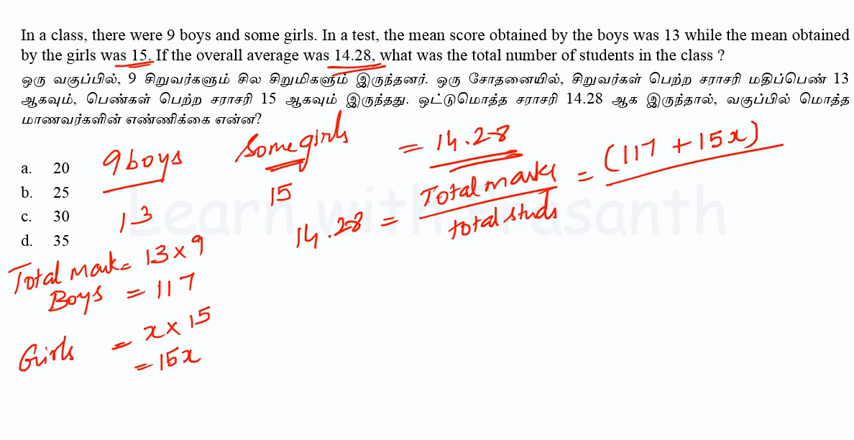 In a class, there were 9 boys and some girls. In a test, the mean score obtained by the boys was 13 while the mean obtained
by the girls was 15. If the overall average was 14.28, what was the total number of students in the class ?
ஒரு வகுப்பில், 9 சிறுவர்களும் சில சிறுமிகளும் இருந்தனர். ஒரு சோதனையில், சிறுவர்கள் பெற்ற சராசரி மதிப்பெண் 13
ஆகவும், பெண்கள் பெற்ற சராசரி 15 ஆகவும் இருந்தது. ஒட்டுமொத்த சராசரி 14.28 ஆக இருந்தால், வகுப்பில் மொத்த
மாணவர்களின் எண்ணிக்கை என்ன?
a. 20
b. 25
c. 30
d. 35
9 boys some girls = 14.28
13 15
14.28 = Total marks / total studs = (117 + 15x)
Total Mark = 13 x 9
Boys = 117
Girls = x x 15
= 15x
Learn with Prasanth